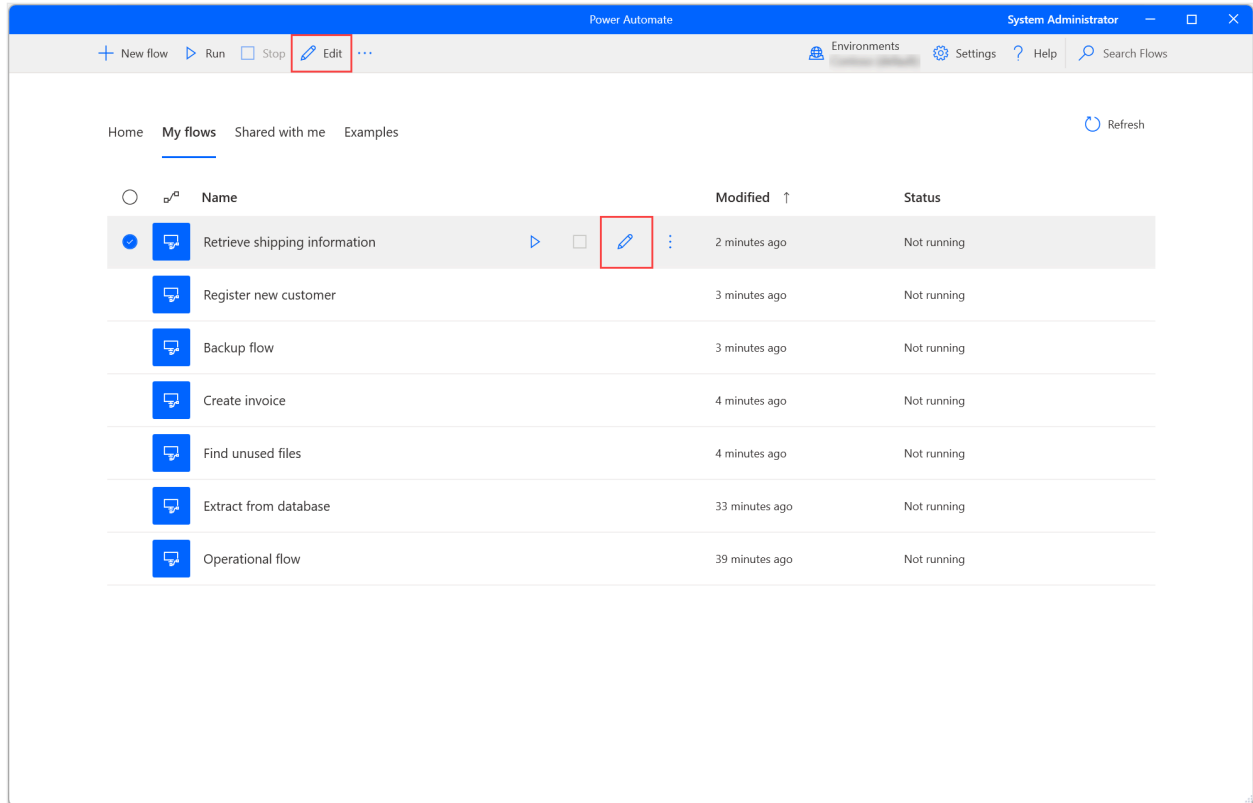 Power Automate System Administrator
New flow Run Stop Edit ... Environments Settings ? Help Search Flows
Home My flows Shared with me Examples Refresh
Name Modified ↑ Status
Retrieve shipping information 2 minutes ago Not running
Register new customer 3 minutes ago Not running
Backup flow 3 minutes ago Not running
Create invoice 4 minutes ago Not running
Find unused files 4 minutes ago Not running
Extract from database 33 minutes ago Not running
Operational flow 39 minutes ago Not running